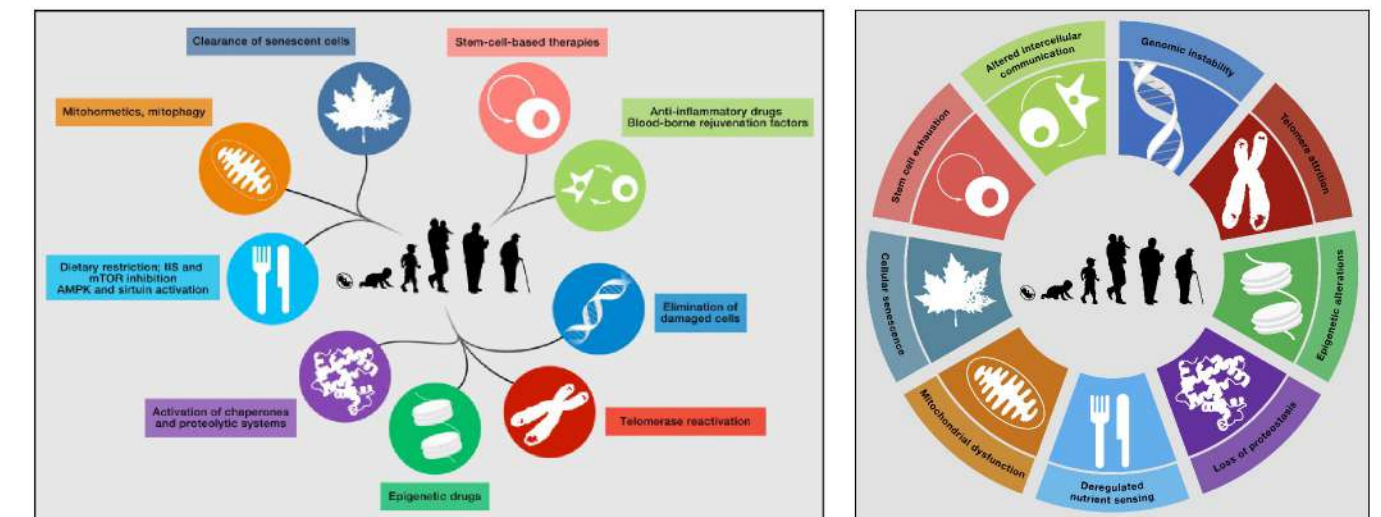 Clearance of senescent cells
Stem-cell-based therapies
Mitohormetics, mitophagy
Anti-inflammatory drugs
Blood-borne rejuvenation factors
Dietary restriction; IIS and
mTOR inhibition
AMPK and sirtuin activation
Elimination of
damaged cells
Activation of chaperones
and proteolytic systems
Telomerase reactivation
Epigenetic drugs
Altered intercellular
communication
Genomic instability
Telomere attrition
Epigenetic alterations
Loss of proteostasis
Deregulated
nutrient sensing
Mitochondrial dysfunction
Cellular senescence
Stem cell exhaustion